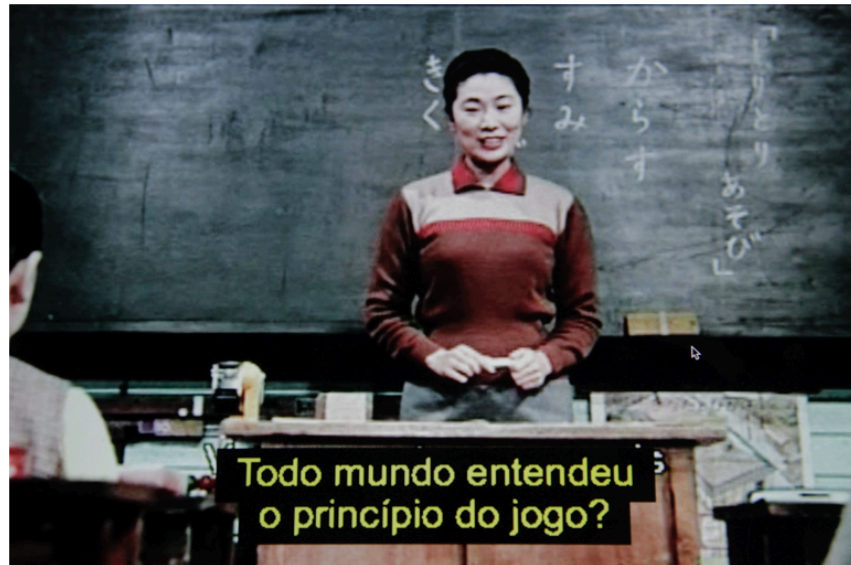 「しりとり あそび」
からす
すみ
きく
Todo mundo entendeu
o princípio do jogo?